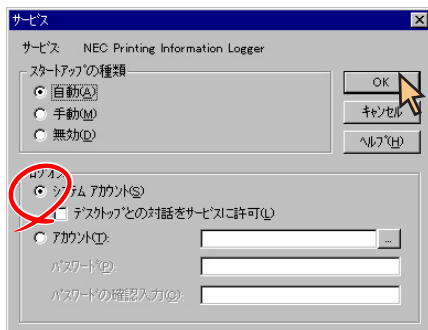 サービス
サービス: NEC Printing Information Logger
スタートアップの種類
自動(A)
手動(M)
無効(D)
OK
キャンセル
ヘルプ(H)
ログオン
システム アカウント(S)
デスクトップとの対話をサービスに許可(L)
アカウント(T):
...
パスワード(P):
パスワードの確認入力(C):